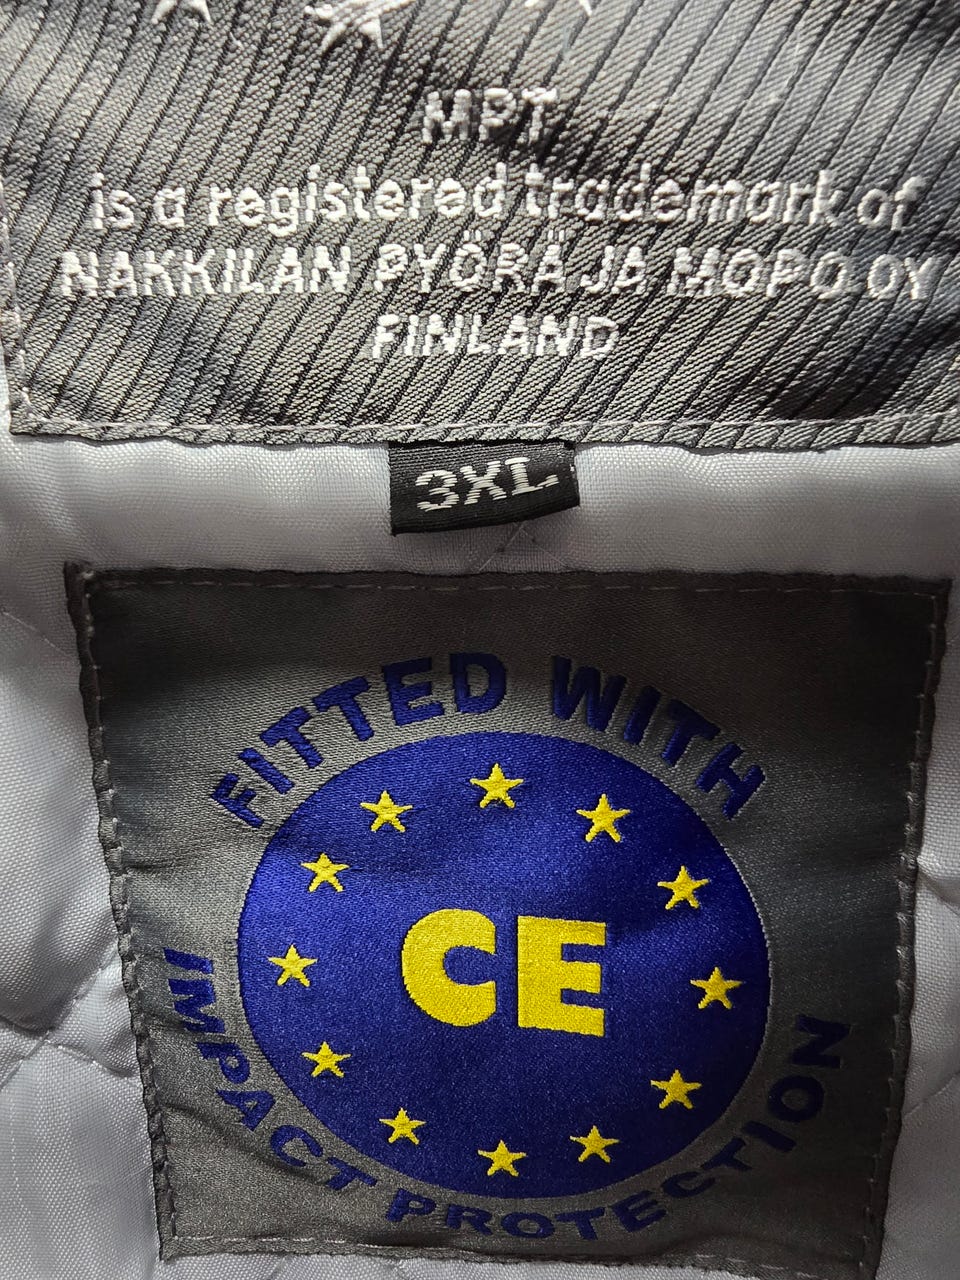 MPT
is a registered trademark of
NAKKILAN PYÖRÄ JA MOPO OY
FINLAND
3XL
FITTED WITH
CE
IMPACT PROTECTION